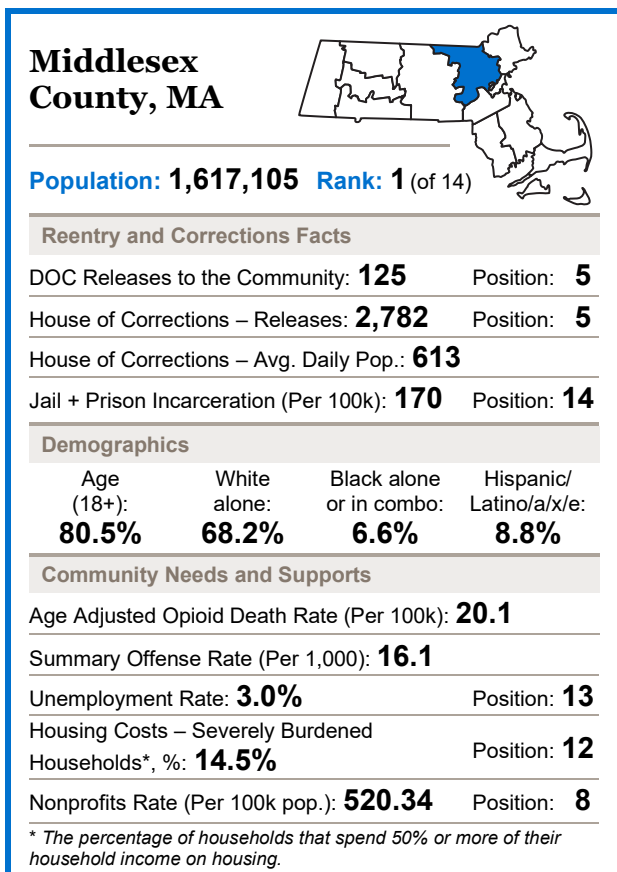 Middlesex
County, MA
Population: 1,617,105 Rank: 1 (of 14)
Reentry and Corrections Facts
DOC Releases to the Community: 125 Position: 5
House of Corrections – Releases: 2,782 Position: 5
House of Corrections – Avg. Daily Pop.: 613
Jail + Prison Incarceration (Per 100k): 170 Position: 14
Demographics
Age White Black alone Hispanic/
(18+): alone: or in combo: Latino/a/x/e:
80.5% 68.2% 6.6% 8.8%
Community Needs and Supports
Age Adjusted Opioid Death Rate (Per 100k): 20.1
Summary Offense Rate (Per 1,000): 16.1
Unemployment Rate: 3.0% Position: 13
Housing Costs – Severely Burdened
Households*, %: 14.5% Position: 12
Nonprofits Rate (Per 100k pop.): 520.34 Position: 8
* The percentage of households that spend 50% or more of their
household income on housing.